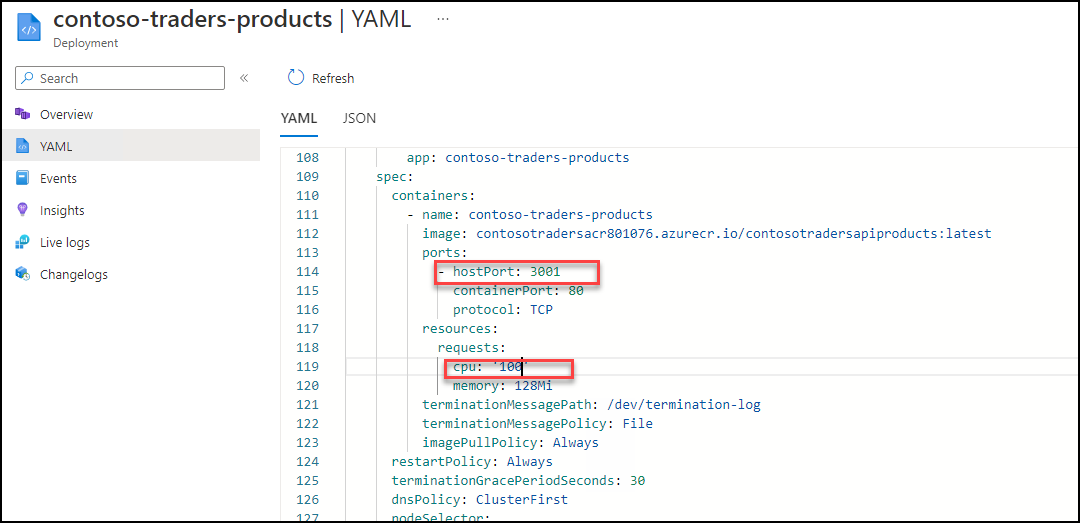 contoso-traders-products | YAML ...
Deployment
Search «
Refresh
Overview
YAML
Events
Insights
Live logs
Changelogs
YAML JSON
108 app: contoso-traders-products
109 spec:
110 containers:
111 - name: contoso-traders-products
112 image: contosotradersacr801076.azurecr.io/contosotradersapiproducts:latest
113 ports:
114 - hostPort: 3001
115 containerPort: 80
116 protocol: TCP
117 resources:
118 requests:
119 cpu: '100'
120 memory: 128Mi
121 terminationMessagePath: /dev/termination-log
122 terminationMessagePolicy: File
123 imagePullPolicy: Always
124 restartPolicy: Always
125 terminationGracePeriodSeconds: 30
126 dnsPolicy: ClusterFirst
127 nodeSelector: